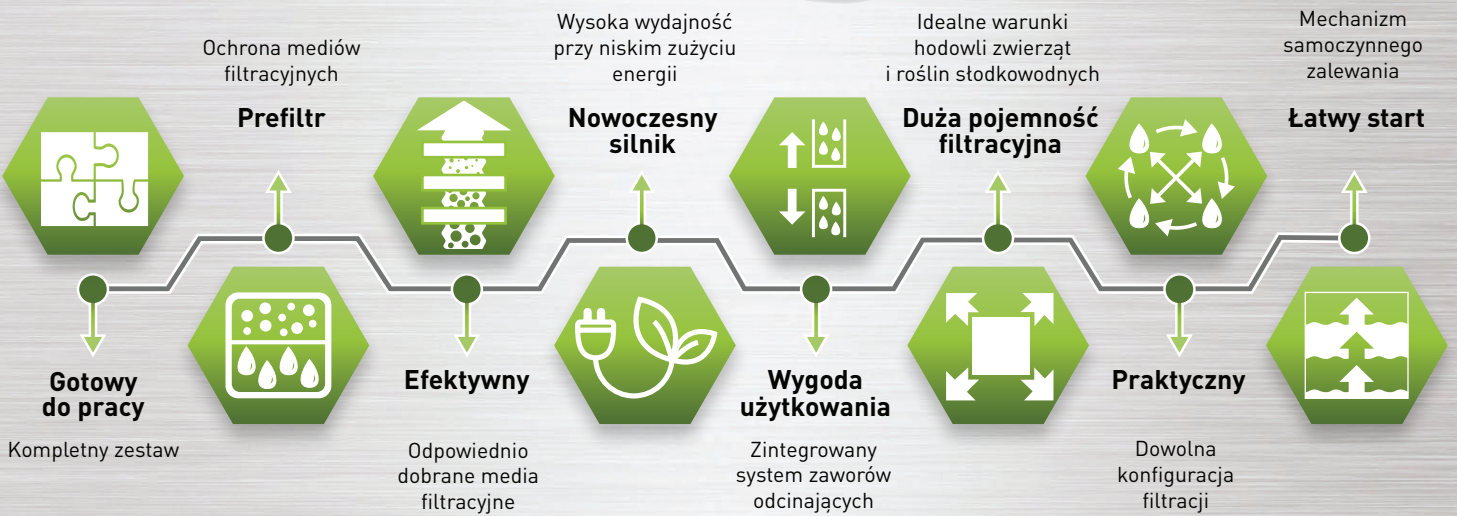 Gotowy
do pracy
Kompletny zestaw
Ochrona mediów
filtracyjnych
Prefiltr
Efektywny
Odpowiednio
dobrane media
filtracyjne
Wysoka wydajność
przy niskim zużyciu
energii
Nowoczesny
silnik
Wygoda
użytkowania
Zintegrowany
system zaworów
odcinających
Idealne warunki
hodowli zwierząt
i roślin słodkowodnych
Duża pojemność
filtracyjna
Praktyczny
Dowolna
konfiguracja
filtracji
Mechanizm
samoczynnego
zalewania
Łatwy start